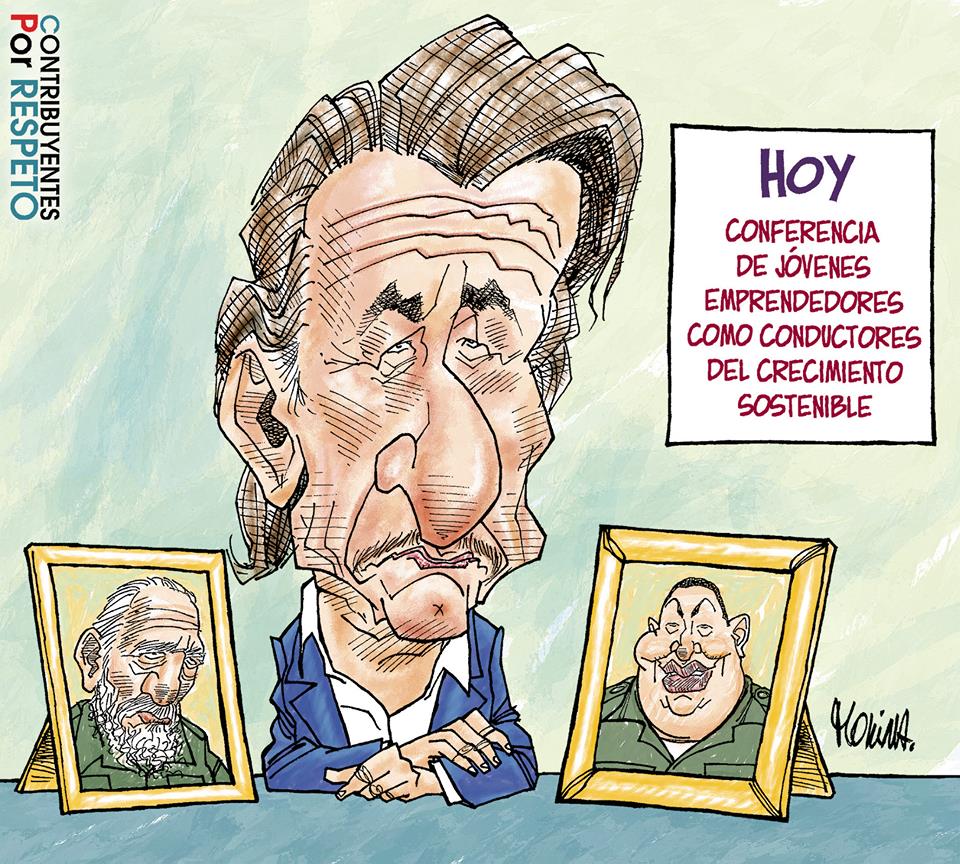 CONTRIBUYENTES
Por RESPETO
HOY
CONFERENCIA
DE JÓVENES
EMPRENDEDORES
COMO CONDUCTORES
DEL CRECIMIENTO
SOSTENIBLE